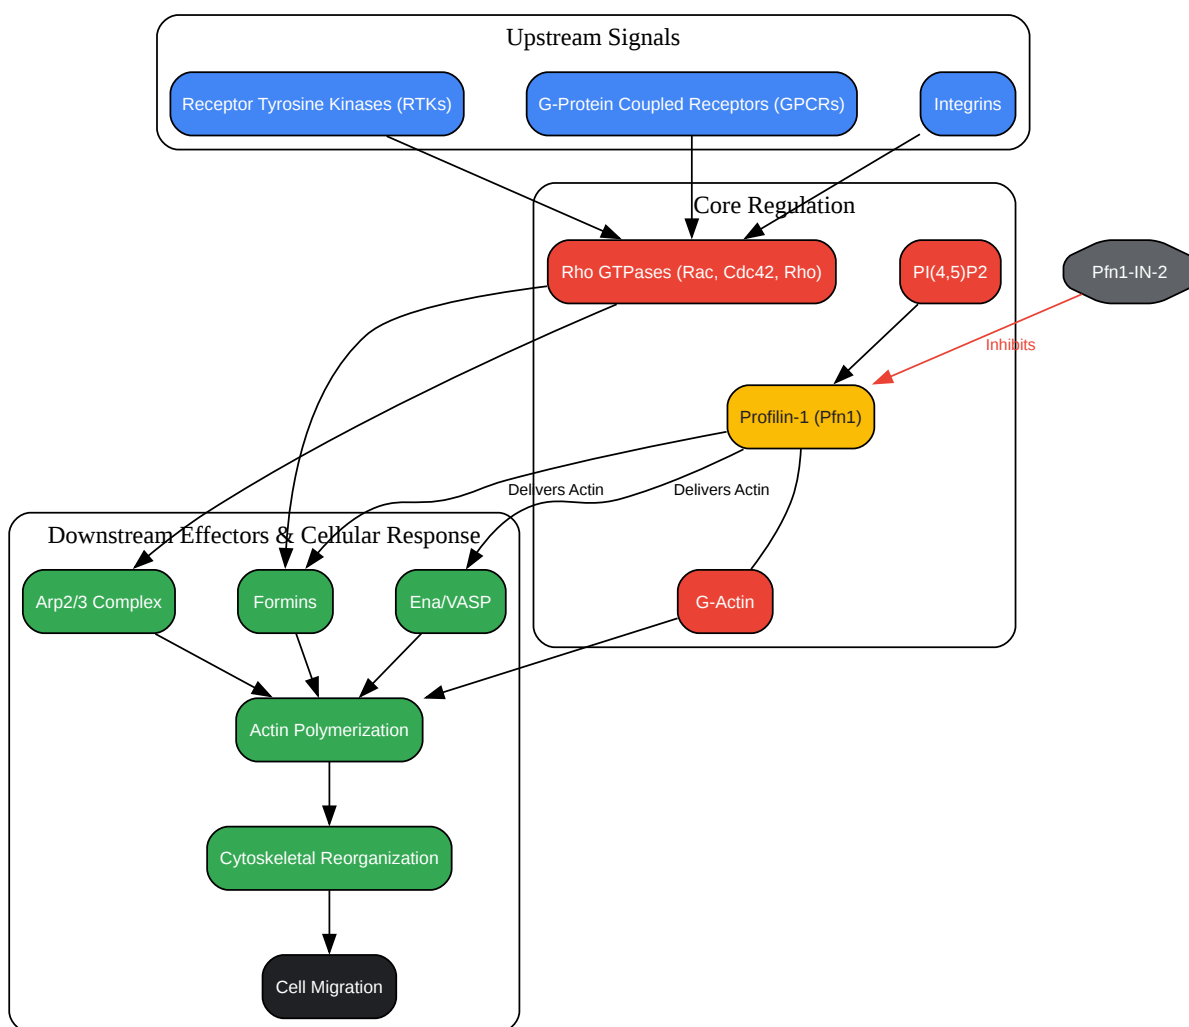 Upstream Signals
Receptor Tyrosine Kinases (RTKs)
G-Protein Coupled Receptors (GPCRs)
Integrins
Core Regulation
Rho GTPases (Rac, Cdc42, Rho)
PI(4,5)P2
Pfn1-IN-2
Inhibits
Profilin-1 (Pfn1)
Delivers Actin
Delivers Actin
Downstream Effectors & Cellular Response
Arp2/3 Complex
Formins
Ena/VASP
G-Actin
Actin Polymerization
Cytoskeletal Reorganization
Cell Migration